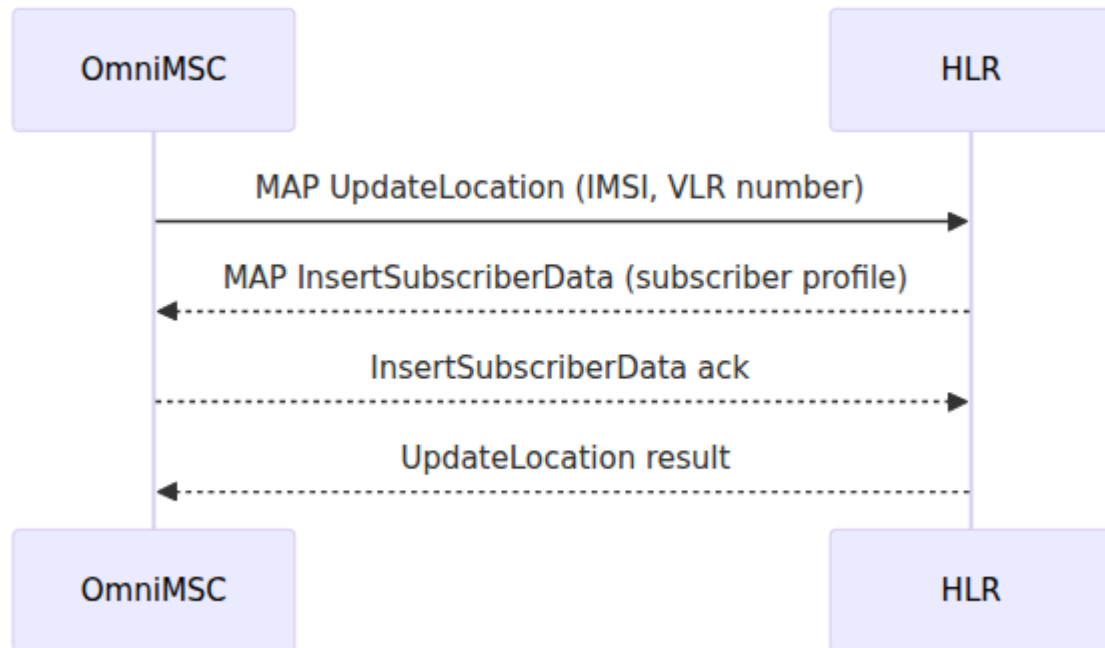 OmniMSC
HLR
MAP UpdateLocation (IMSI, VLR number)
MAP InsertSubscriberData (subscriber profile)
InsertSubscriberData ack
UpdateLocation result
OmniMSC
HLR